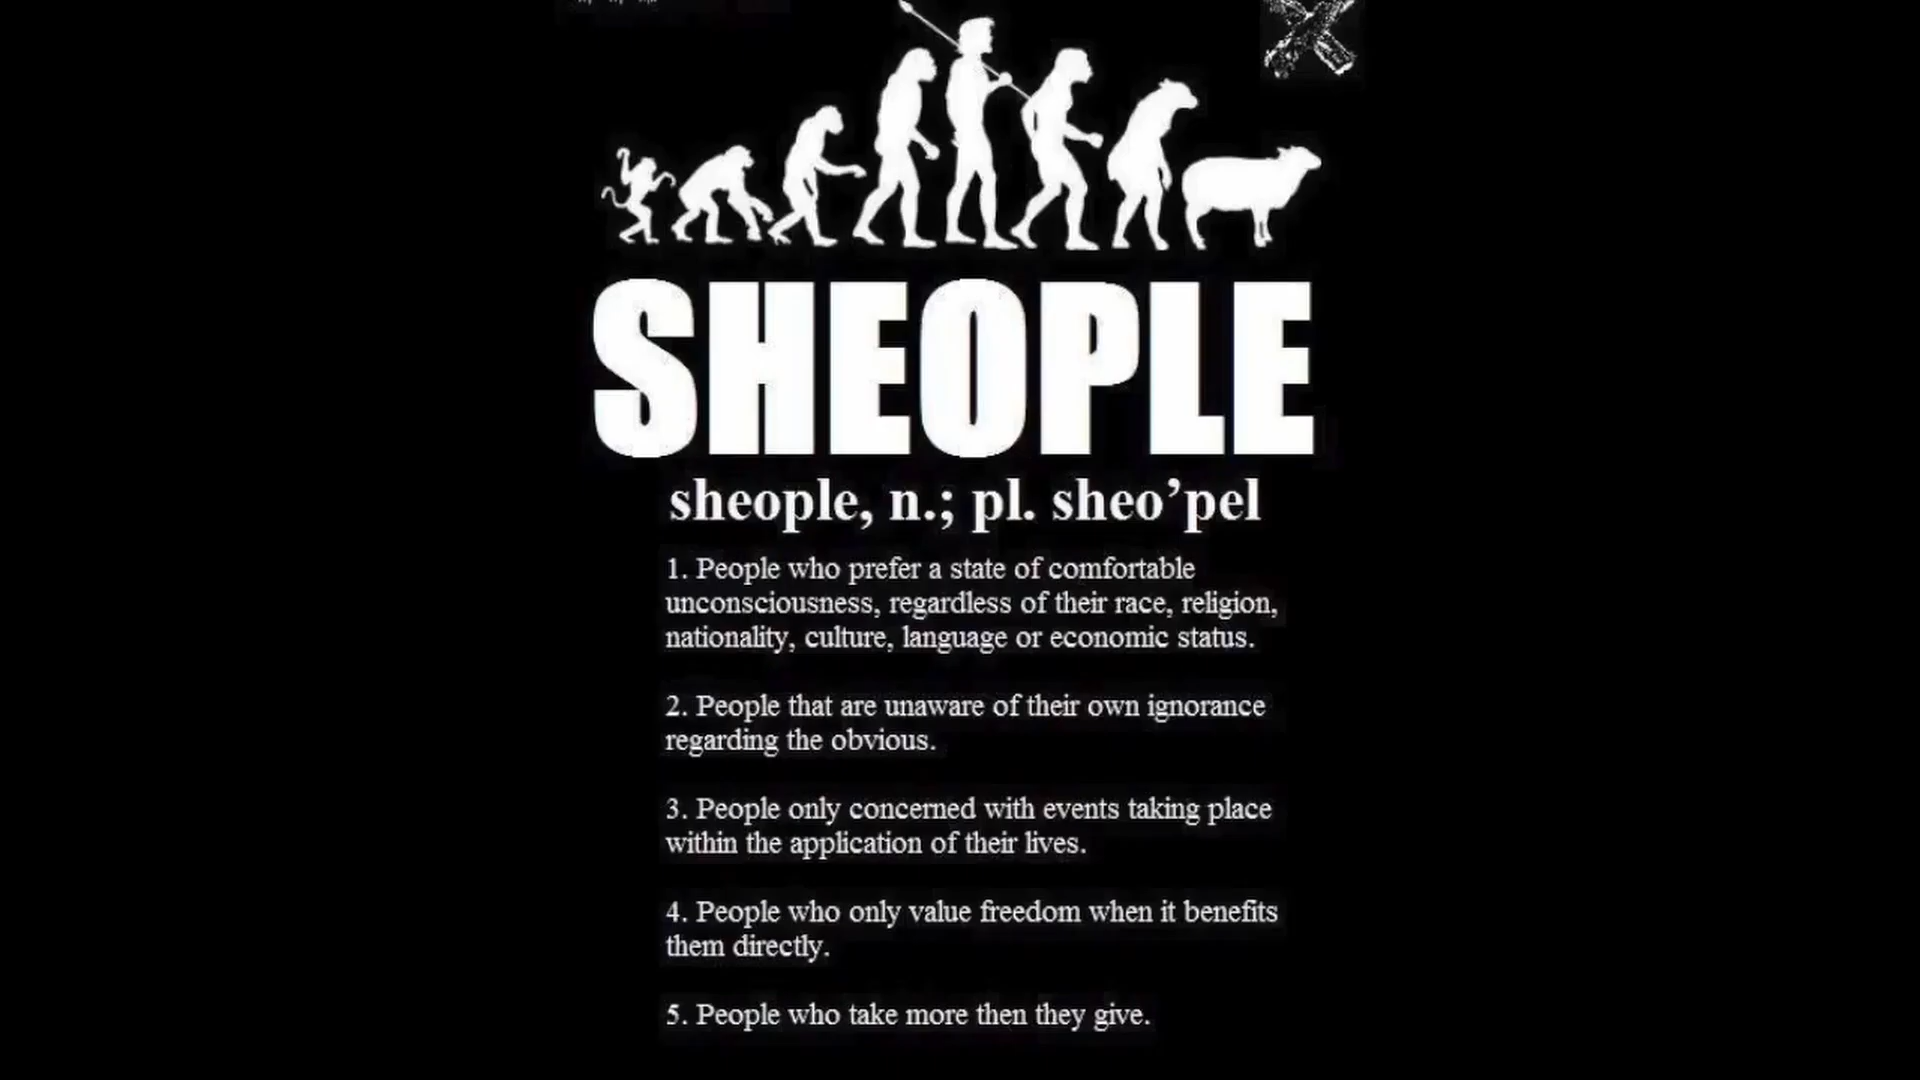 SHEOPLE
sheople, n.; pl. sheo’pel
1. People who prefer a state of comfortable
unconsciousness, regardless of their race, religion,
nationality, culture, language or economic status.
2. People that are unaware of their own ignorance
regarding the obvious.
3. People only concerned with events taking place
within the application of their lives.
4. People who only value freedom when it benefits
them directly.
5. People who take more then they give.